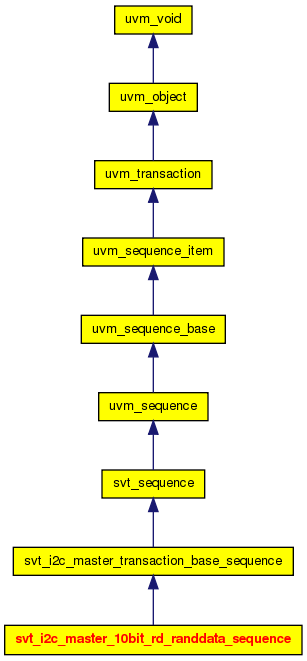 uvm_void
uvm_object
uvm_transaction
uvm_sequence_item
uvm_sequence_base
uvm_sequence
svt_sequence
svt_i2c_master_transaction_base_sequence
svt_i2c_master_10bit_rd_randdata_sequence